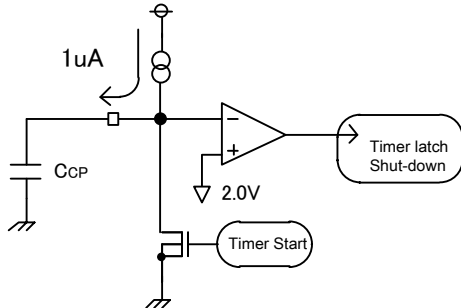 1uA
CCP
2.0V
Timer latch
Shut-down
Timer Start